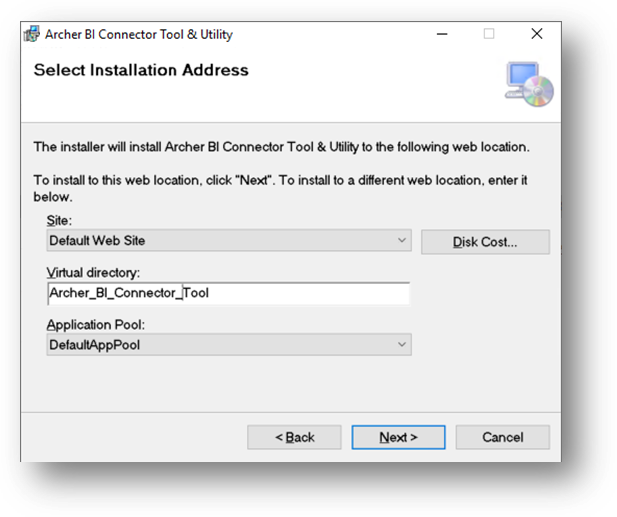 Archer BI Connector Tool & Utility
Select Installation Address
The installer will install Archer BI Connector Tool & Utility to the following web location.
To install to this web location, click "Next". To install to a different web location, enter it
below.
Site:
Default Web Site
Disk Cost...
Virtual directory:
Archer_BI_Connector_Tool
Application Pool:
DefaultAppPool
< Back
Next >
Cancel